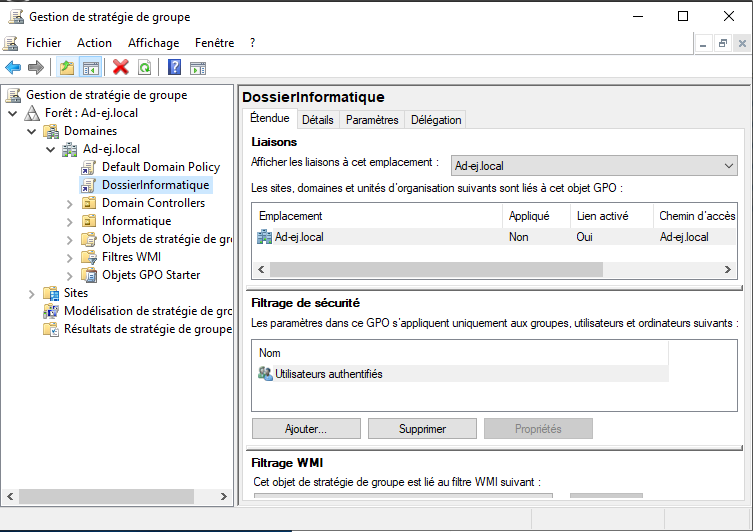 Gestion de stratégie de groupe
Fichier Action Affichage Fenêtre ?
Gestion de stratégie de groupe
Forêt : Ad-ej.local
Domaines
Ad-ej.local
Default Domain Policy
DossierInformatique
Domain Controllers
Informatique
Objets de stratégie de gr
Filtres WMI
Objets GPO Starter
Sites
Modélisation de stratégie de grc
Résultats de stratégie de groupe
DossierInformatique
Étendue Détails Paramètres Délégation
Liaisons
Afficher les liaisons à cet emplacement : Ad-ej.local
Les sites, domaines et unités d'organisation suivants sont liés à cet objet GPO :
Emplacement Appliqué Lien activé Chemin d'accès
Ad-ej.local Non Oui Ad-ej.local
Filtrage de sécurité
Les paramètres dans ce GPO s'appliquent uniquement aux groupes, utilisateurs et ordinateurs suivants :
Nom
Utilisateurs authentifiés
Ajouter... Supprimer Propriétés
Filtrage WMI
Cet objet de stratégie de groupe est lié au filtre WMI suivant :